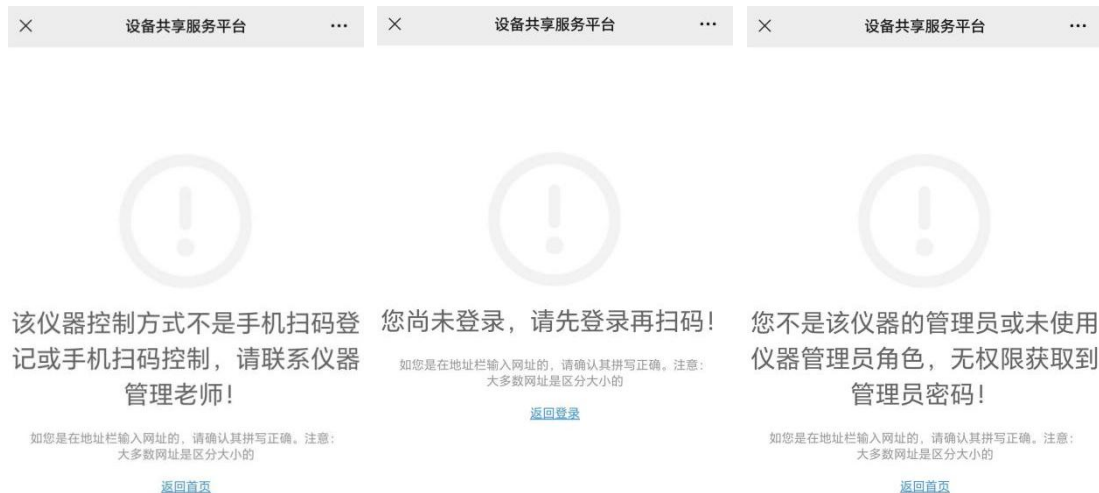 设备共享服务平台
该仪器控制方式不是手机扫码登
记或手机扫码控制，请联系仪器
管理老师！
如您是在地址栏输入网址的，请确认其拼写正确。注意：
大多数网址是区分大小的
返回首页
设备共享服务平台
您尚未登录，请先登录再扫码！
如您是在地址栏输入网址的，请确认其拼写正确。注意：
大多数网址是区分大小的
返回登录
设备共享服务平台
您不是该仪器的管理员或未使用
仪器管理员角色，无权限获取到
管理员密码！
如您是在地址栏输入网址的，请确认其拼写正确。注意：
大多数网址是区分大小的
返回首页